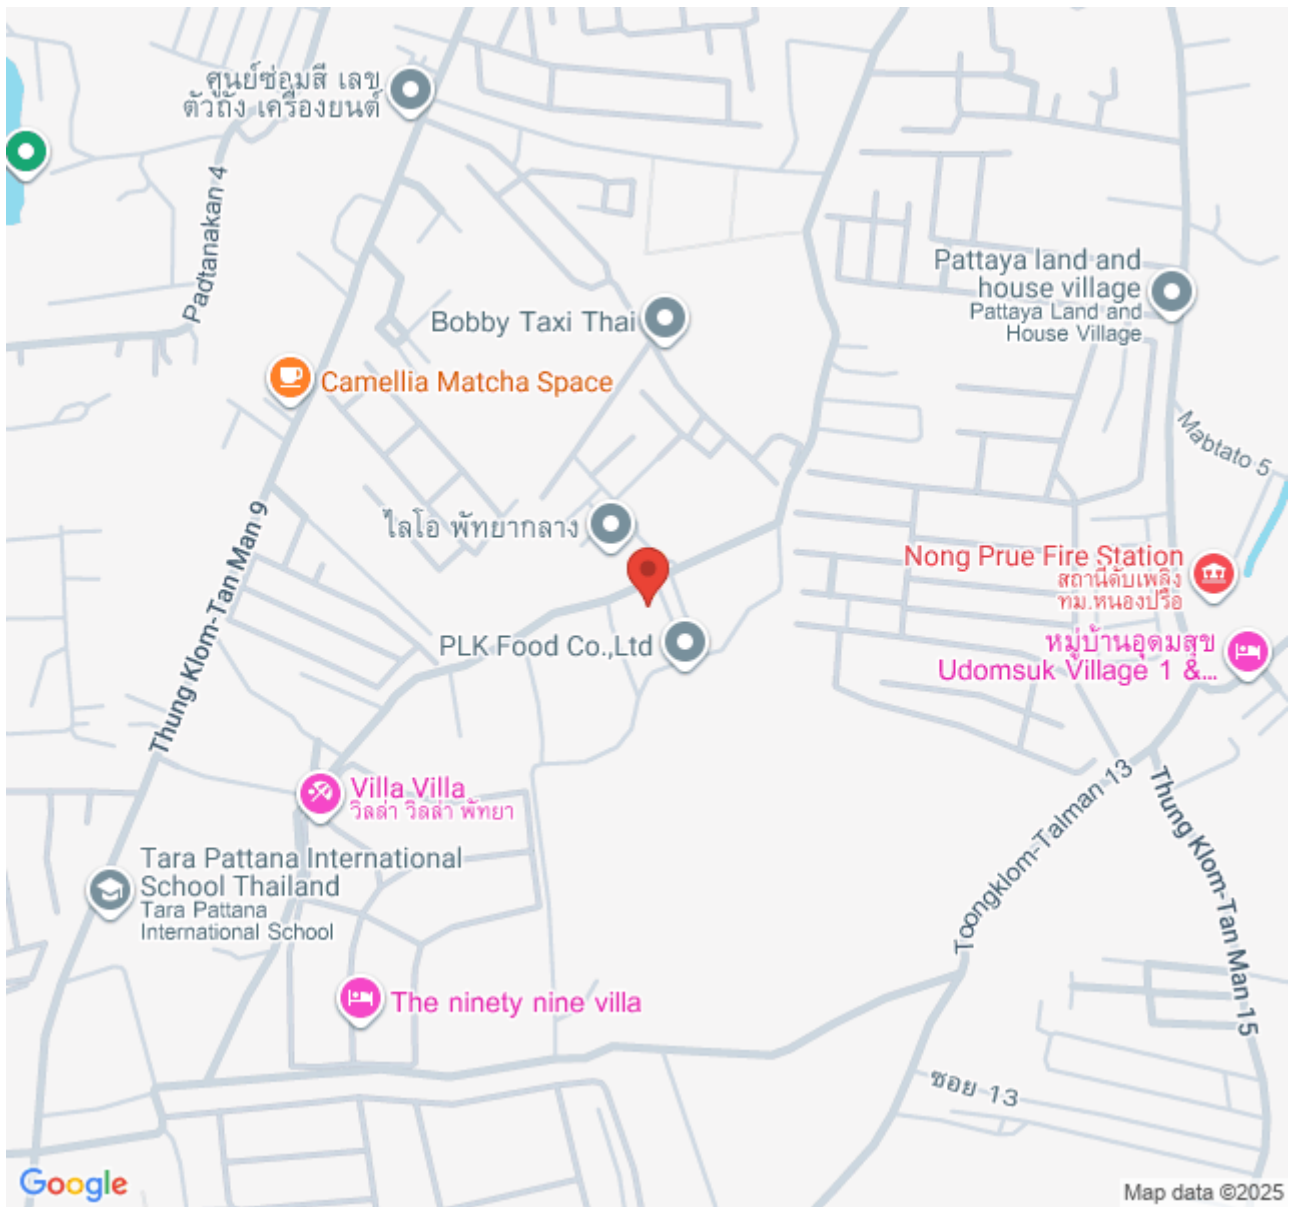 ศูนย์ซ่อมสี เลข
ตัวถัง เครื่องยนต์
Padtanakan 4
Pattaya land and
house village
Pattaya Land and
House Village
Bobby Taxi Thai
Camellia Matcha Space
Mabtato 5
ไลโอ พัทยากลาง
Thung Klom-Tan Man 9
Nong Prue Fire Station
สถานีดับเพลิง
ทม.หนองปรือ
PLK Food Co.,Ltd
หมู่บ้านอุดมสุข
Udomsuk Village 1 &...
Villa Villa
วิลล่า วิลล่า พัทยา
Toongklom-Talman 13
Thung Klom-Tan Man 15
Tara Pattana International
School Thailand
Tara Pattana
International School
The ninety nine villa
ซอย 13
Google
Map data ©2025